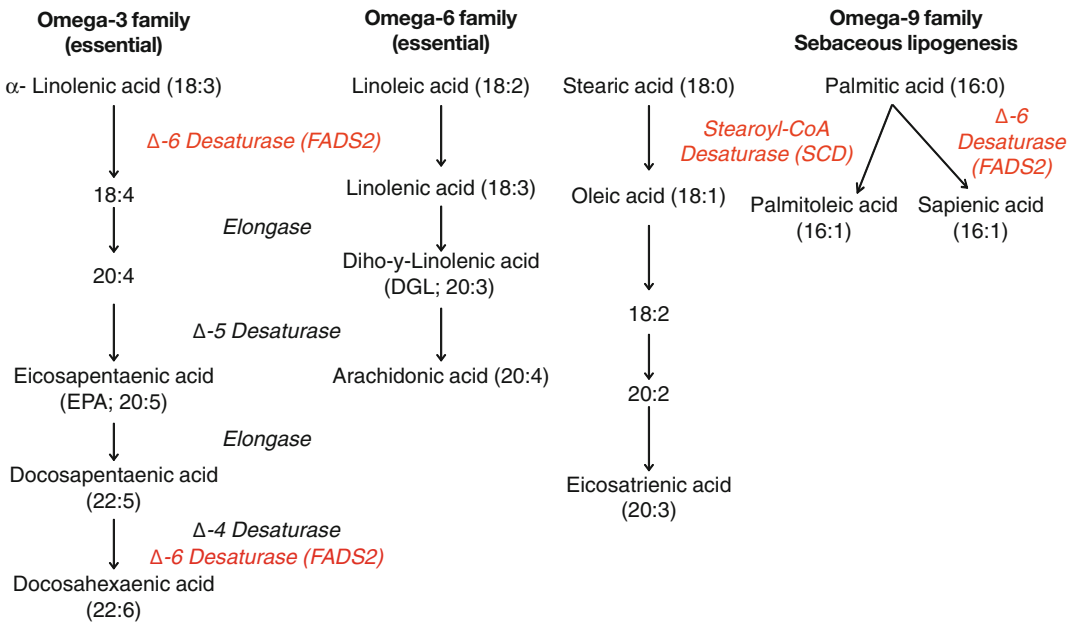 Omega-3 family
(essential)
Omega-6 family
(essential)
Omega-9 family
Sebaceous lipogenesis
α- Linolenic acid (18:3)
Δ-6 Desaturase (FADS2)
18:4
Elongase
20:4
Δ-5 Desaturase
Eicosapentaenic acid
(EPA; 20:5)
Elongase
Docosapentaenic acid
(22:5)
Δ-4 Desaturase
Δ-6 Desaturase (FADS2)
Docosahexaenic acid
(22:6)
Linoleic acid (18:2)
Linolenic acid (18:3)
Diho-y-Linolenic acid
(DGL; 20:3)
Arachidonic acid (20:4)
Stearic acid (18:0)
Oleic acid (18:1)
18:2
20:2
Eicosatrienic acid
(20:3)
Stearoyl-CoA
Desaturase (SCD)
Palmitic acid (16:0)
Δ-6
Desaturase
(FADS2)
Palmitoleic acid
(16:1)
Sapienic acid
(16:1)